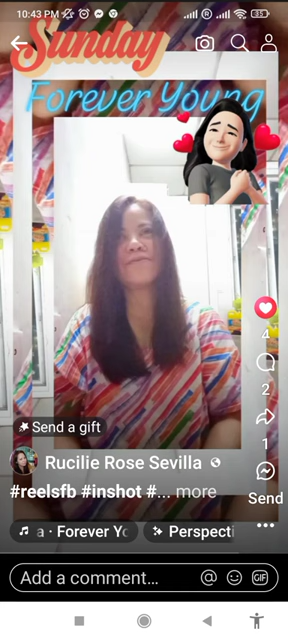 10:43 PM
85
Sunday
Forever Young
4
2
1
Send a gift
Rucilie Rose Sevilla
Send
#reelsfb #inshot #... more
a · Forever Yo
Perspecti
Add a comment...
GIF